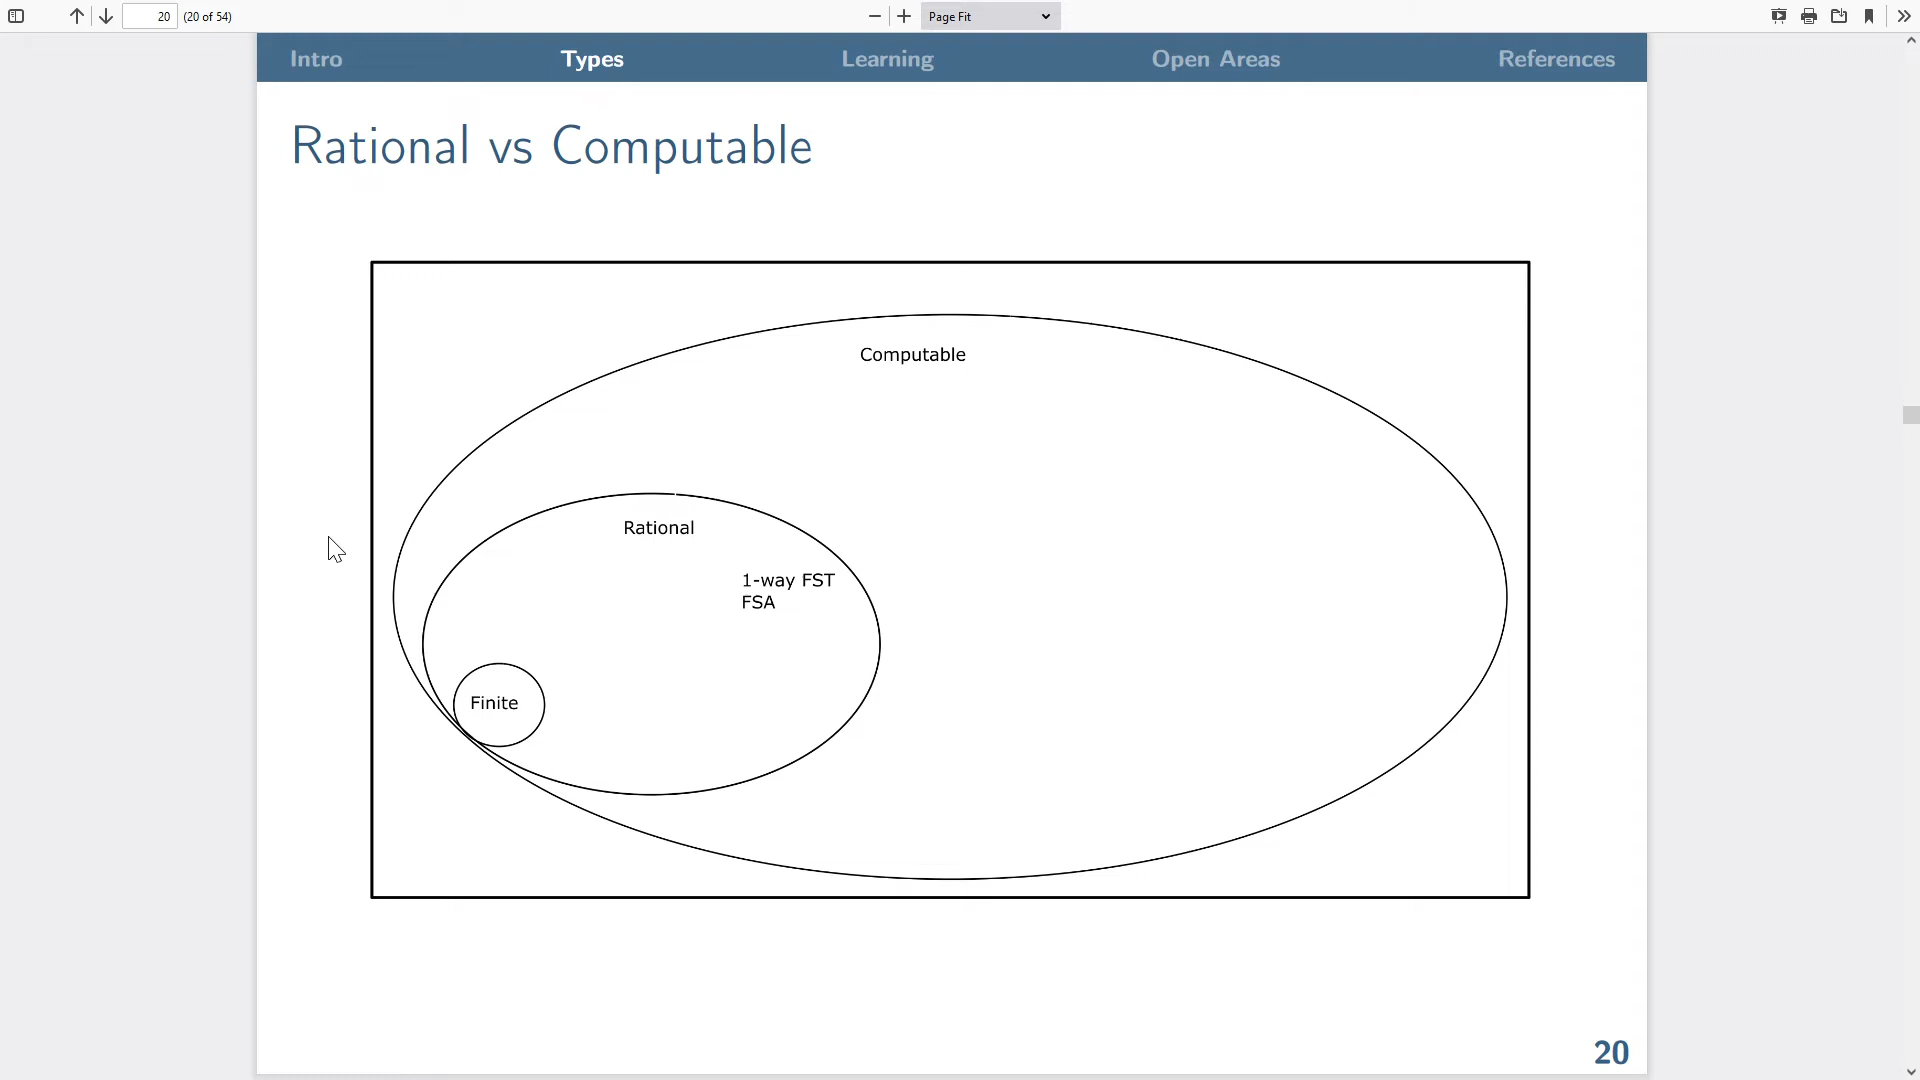 20 (20 of 54) Page Fit
Intro Types Learning Open Areas References
Rational vs Computable
Computable
Rational
1-way FST
FSA
Finite
20